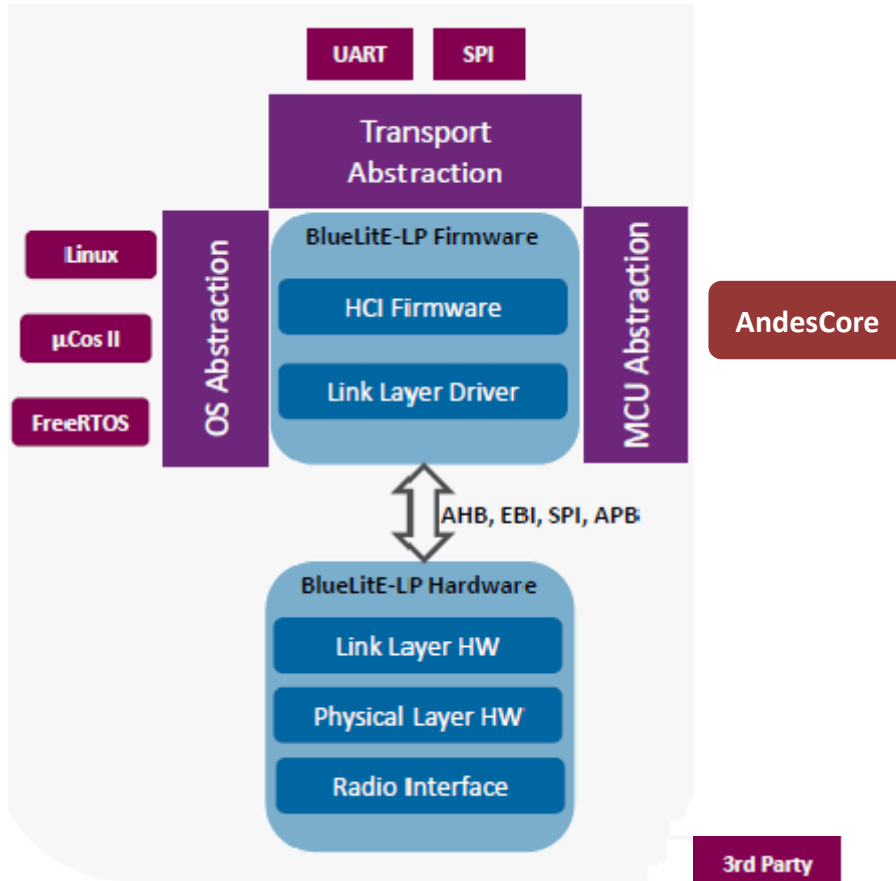 UART
SPI
Transport
Abstraction
BlueLitE-LP Firmware
Linux
µCos II
FreeRTOS
OS Abstraction
HCI Firmware
Link Layer Driver
MCU Abstraction
AndesCore
AHB, EBI, SPI, APB
BlueLitE-LP Hardware
Link Layer HW
Physical Layer HW
Radio Interface
3rd Party